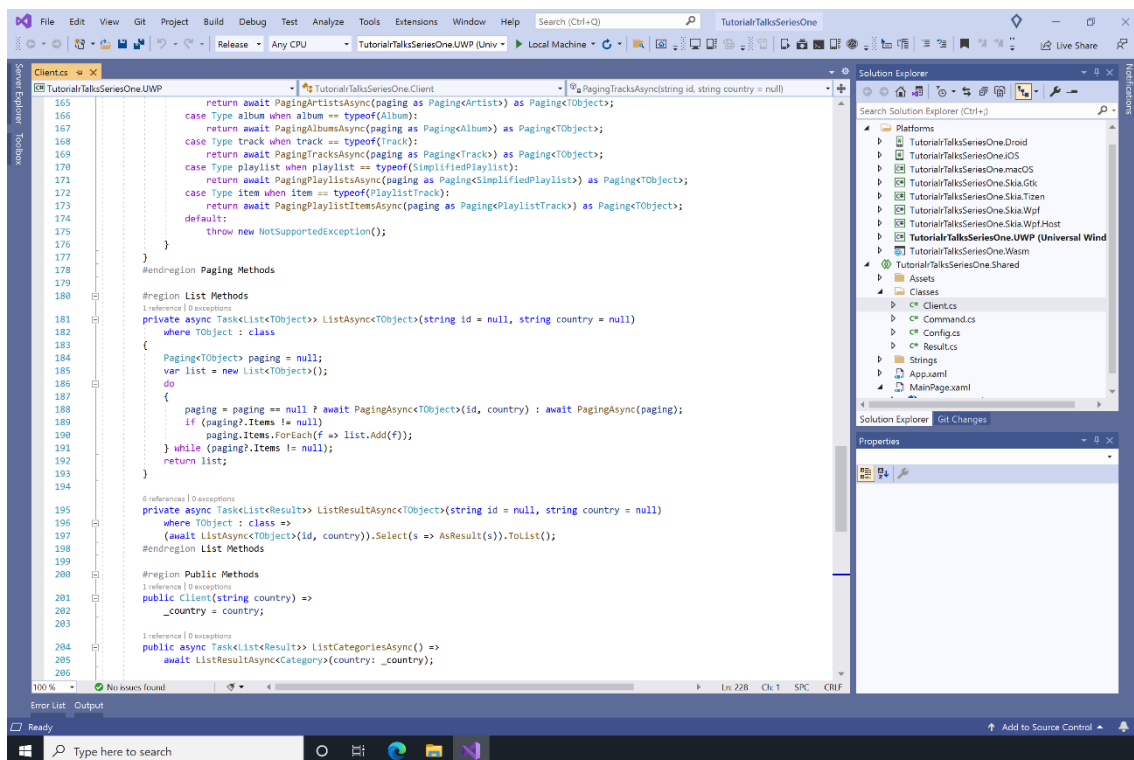 File Edit View Git Project Build Debug Test Analyze Tools Extensions Window Help Search (Ctrl+Q) TutorialrTalksSeriesOne
Release Any CPU TutorialrTalksSeriesOne.UWP (Univ Local Machine Live Share
Server Explorer
Toolbox
Client.cs
TutorialrTalksSeriesOne.UWP TutorialrTalksSeriesOne.Client PagingTracksAsync(string id, string country = null)
165 return await PagingArtistsAsync(paging as Paging<Artist>) as Paging<TObject>;
166 case Type album when album == typeof(Album):
167 return await PagingAlbumsAsync(paging as Paging<Album>) as Paging<TObject>;
168 case Type track when track == typeof(Track):
169 return await PagingTracksAsync(paging as Paging<Track>) as Paging<TObject>;
170 case Type playlist when playlist == typeof(SimplifiedPlaylist):
171 return await PagingPlaylistsAsync(paging as Paging<SimplifiedPlaylist>) as Paging<TObject>;
172 case Type item when item == typeof(PlaylistTrack):
173 return await PagingPlaylistItemsAsync(paging as Paging<PlaylistTrack>) as Paging<TObject>;
174 default:
175 throw new NotSupportedException();
176 }
177 }
178 #endregion Paging Methods
179
180 #region List Methods
1 reference | 0 exceptions
181 private async Task<List<TObject>> ListAsync<TObject>(string id = null, string country = null)
182 where TObject : class
183 {
184 Paging<TObject> paging = null;
185 var list = new List<TObject>();
186 do
187 {
188 paging = paging == null ? await PagingAsync<TObject>(id, country) : await PagingAsync(paging);
189 if (paging?.Items != null)
190 paging.Items.ForEach(f => list.Add(f));
191 } while (paging?.Items != null);
192 return list;
193 }
194
6 references | 0 exceptions
195 private async Task<List<Result>> ListResultAsync<TObject>(string id = null, string country = null)
196 where TObject : class =>
197 (await ListAsync<TObject>(id, country)).Select(s => AsResult(s)).ToList();
198 #endregion List Methods
199
200 #region Public Methods
1 reference | 0 exceptions
201 public Client(string country) =>
202 _country = country;
203
1 reference | 0 exceptions
204 public async Task<List<Result>> ListCategoriesAsync() =>
205 await ListResultAsync<Category>(country: _country);
206
100 % No issues found Ln: 228 Ch: 1 SPC CRLF
Error List Output
Solution Explorer
Search Solution Explorer (Ctrl+;)
Platforms
TutorialrTalksSeriesOne.Droid
TutorialrTalksSeriesOne.iOS
TutorialrTalksSeriesOne.macOS
TutorialrTalksSeriesOne.Skia.Gtk
TutorialrTalksSeriesOne.Skia.Tizen
TutorialrTalksSeriesOne.Skia.Wpf
TutorialrTalksSeriesOne.Skia.Wpf.Host
TutorialrTalksSeriesOne.UWP (Universal Wind
TutorialrTalksSeriesOne.Wasm
TutorialrTalksSeriesOne.Shared
Assets
Classes
C# Client.cs
C# Command.cs
C# Config.cs
C# Result.cs
Strings
App.xaml
MainPage.xaml
Solution Explorer Git Changes
Properties
Notifications
Ready Add to Source Control
Type here to search